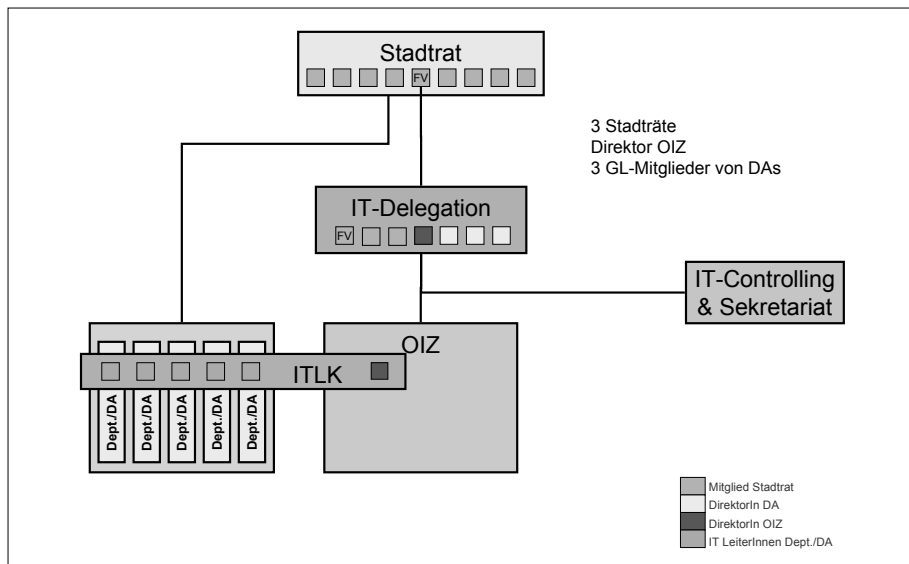 Stadtrat
FV
3 Stadträte
Direktor OIZ
3 GL-Mitglieder von DAs
IT-Delegation
FV
IT-Controlling
& Sekretariat
OIZ
ITLK
Dept./DA
Dept./DA
Dept./DA
Dept./DA
Dept./DA
Mitglied Stadtrat
DirektorIn DA
DirektorIn OIZ
IT LeiterInnen Dept./DA